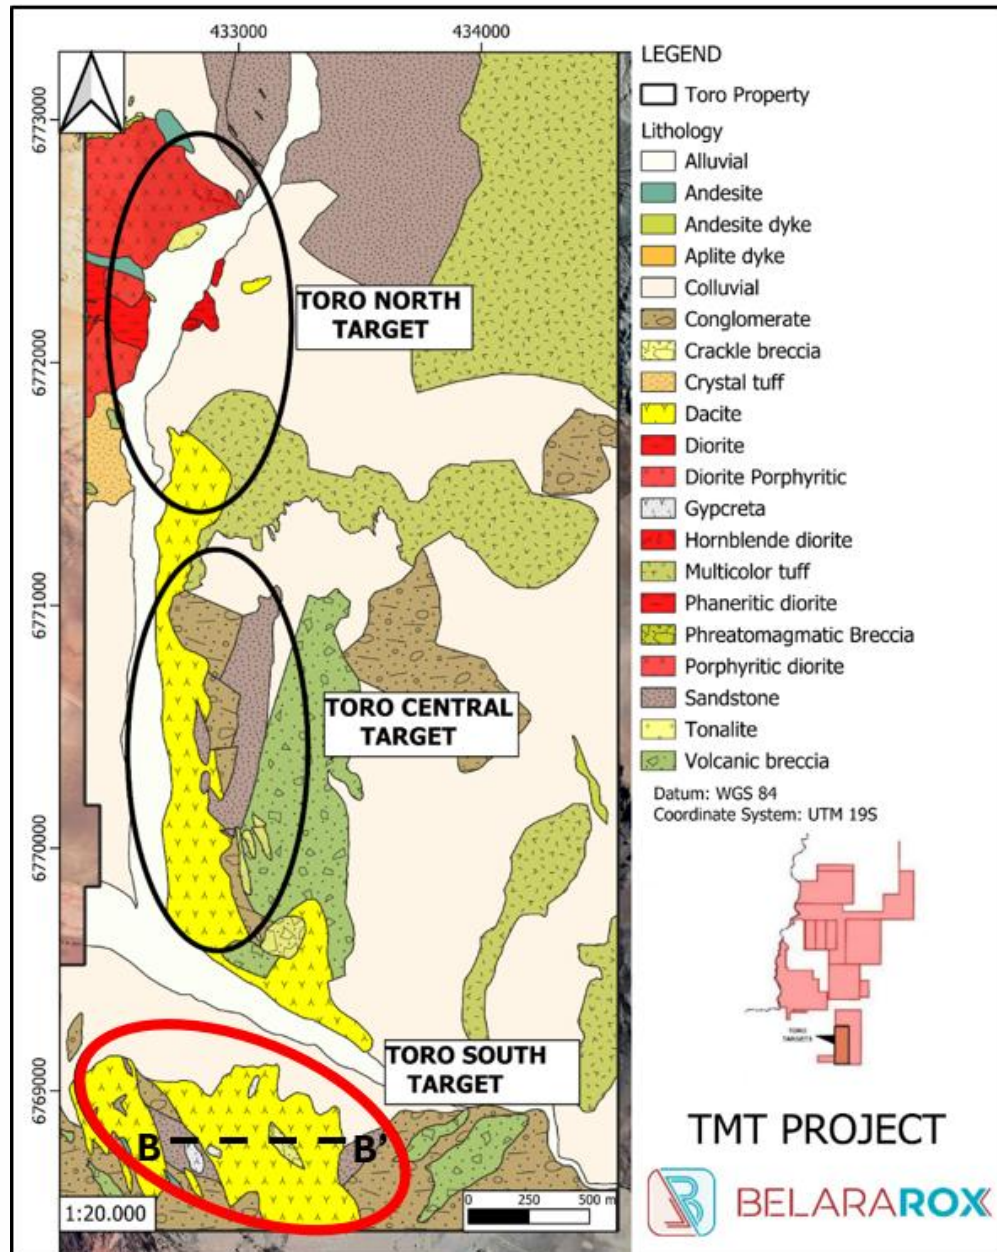 433000
434000
6773000
6772000
6771000
6770000
6769000
TORO NORTH
TARGET
TORO CENTRAL
TARGET
TORO SOUTH
TARGET
B
B'
0
250
500 m
1:20.000
LEGEND
Toro Property
Lithology
Alluvial
Andesite
Andesite dyke
Aplite dyke
Colluvial
Conglomerate
Crackle breccia
Crystal tuff
Dacite
Diorite
Diorite Porphyritic
Gypcreta
Hornblende diorite
Multicolor tuff
Phaneritic diorite
Phreatomagmatic Breccia
Porphyritic diorite
Sandstone
Tonalite
Volcanic breccia
Datum: WGS 84
Coordinate System: UTM 19S
TORO
TARGETS
TMT PROJECT
BELARAROX